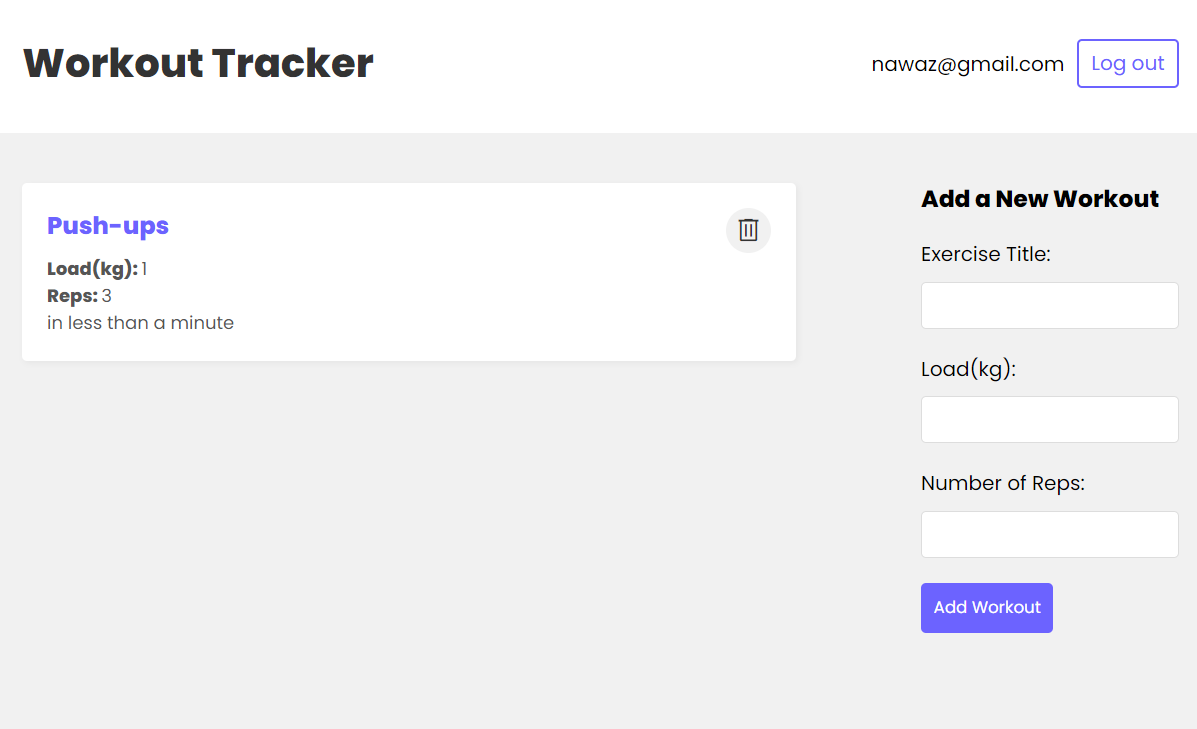 Workout Tracker
nawaz@gmail.com
Log out
Push-ups
Load(kg): 1
Reps: 3
in less than a minute
Add a New Workout
Exercise Title:
Load(kg):
Number of Reps:
Add Workout